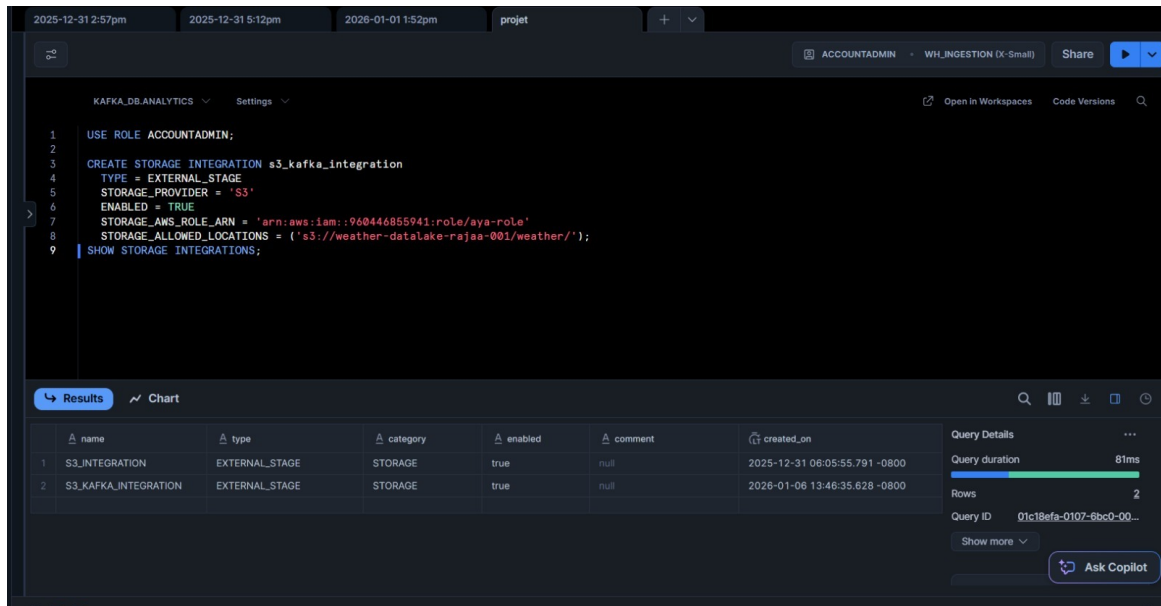 2025-12-31 2:57pm 2025-12-31 5:12pm 2026-01-01 1:52pm projet
ACCOUNTADMIN WH_INGESTION (X-Small) Share
KAFKA_DB.ANALYTICS Settings Open in Workspaces Code Versions
1 USE ROLE ACCOUNTADMIN;
2
3 CREATE STORAGE INTEGRATION s3_kafka_integration
4 TYPE = EXTERNAL_STAGE
5 STORAGE_PROVIDER = 'S3'
6 ENABLED = TRUE
7 STORAGE_AWS_ROLE_ARN = 'arn:aws:iam::960446855941:role/aya-role'
8 STORAGE_ALLOWED_LOCATIONS = ('s3://weather-datalake-rajaa-001/weather/');
9 SHOW STORAGE INTEGRATIONS;
Results Chart
A name A type A category A enabled A comment created_on
1 S3_INTEGRATION EXTERNAL_STAGE STORAGE true null 2025-12-31 06:05:55.791 -0800
2 S3_KAFKA_INTEGRATION EXTERNAL_STAGE STORAGE true null 2026-01-06 13:46:35.628 -0800
Query Details ...
Query duration 81ms
Rows 2
Query ID 01c18efa-0107-6bc0-00...
Show more
Ask Copilot